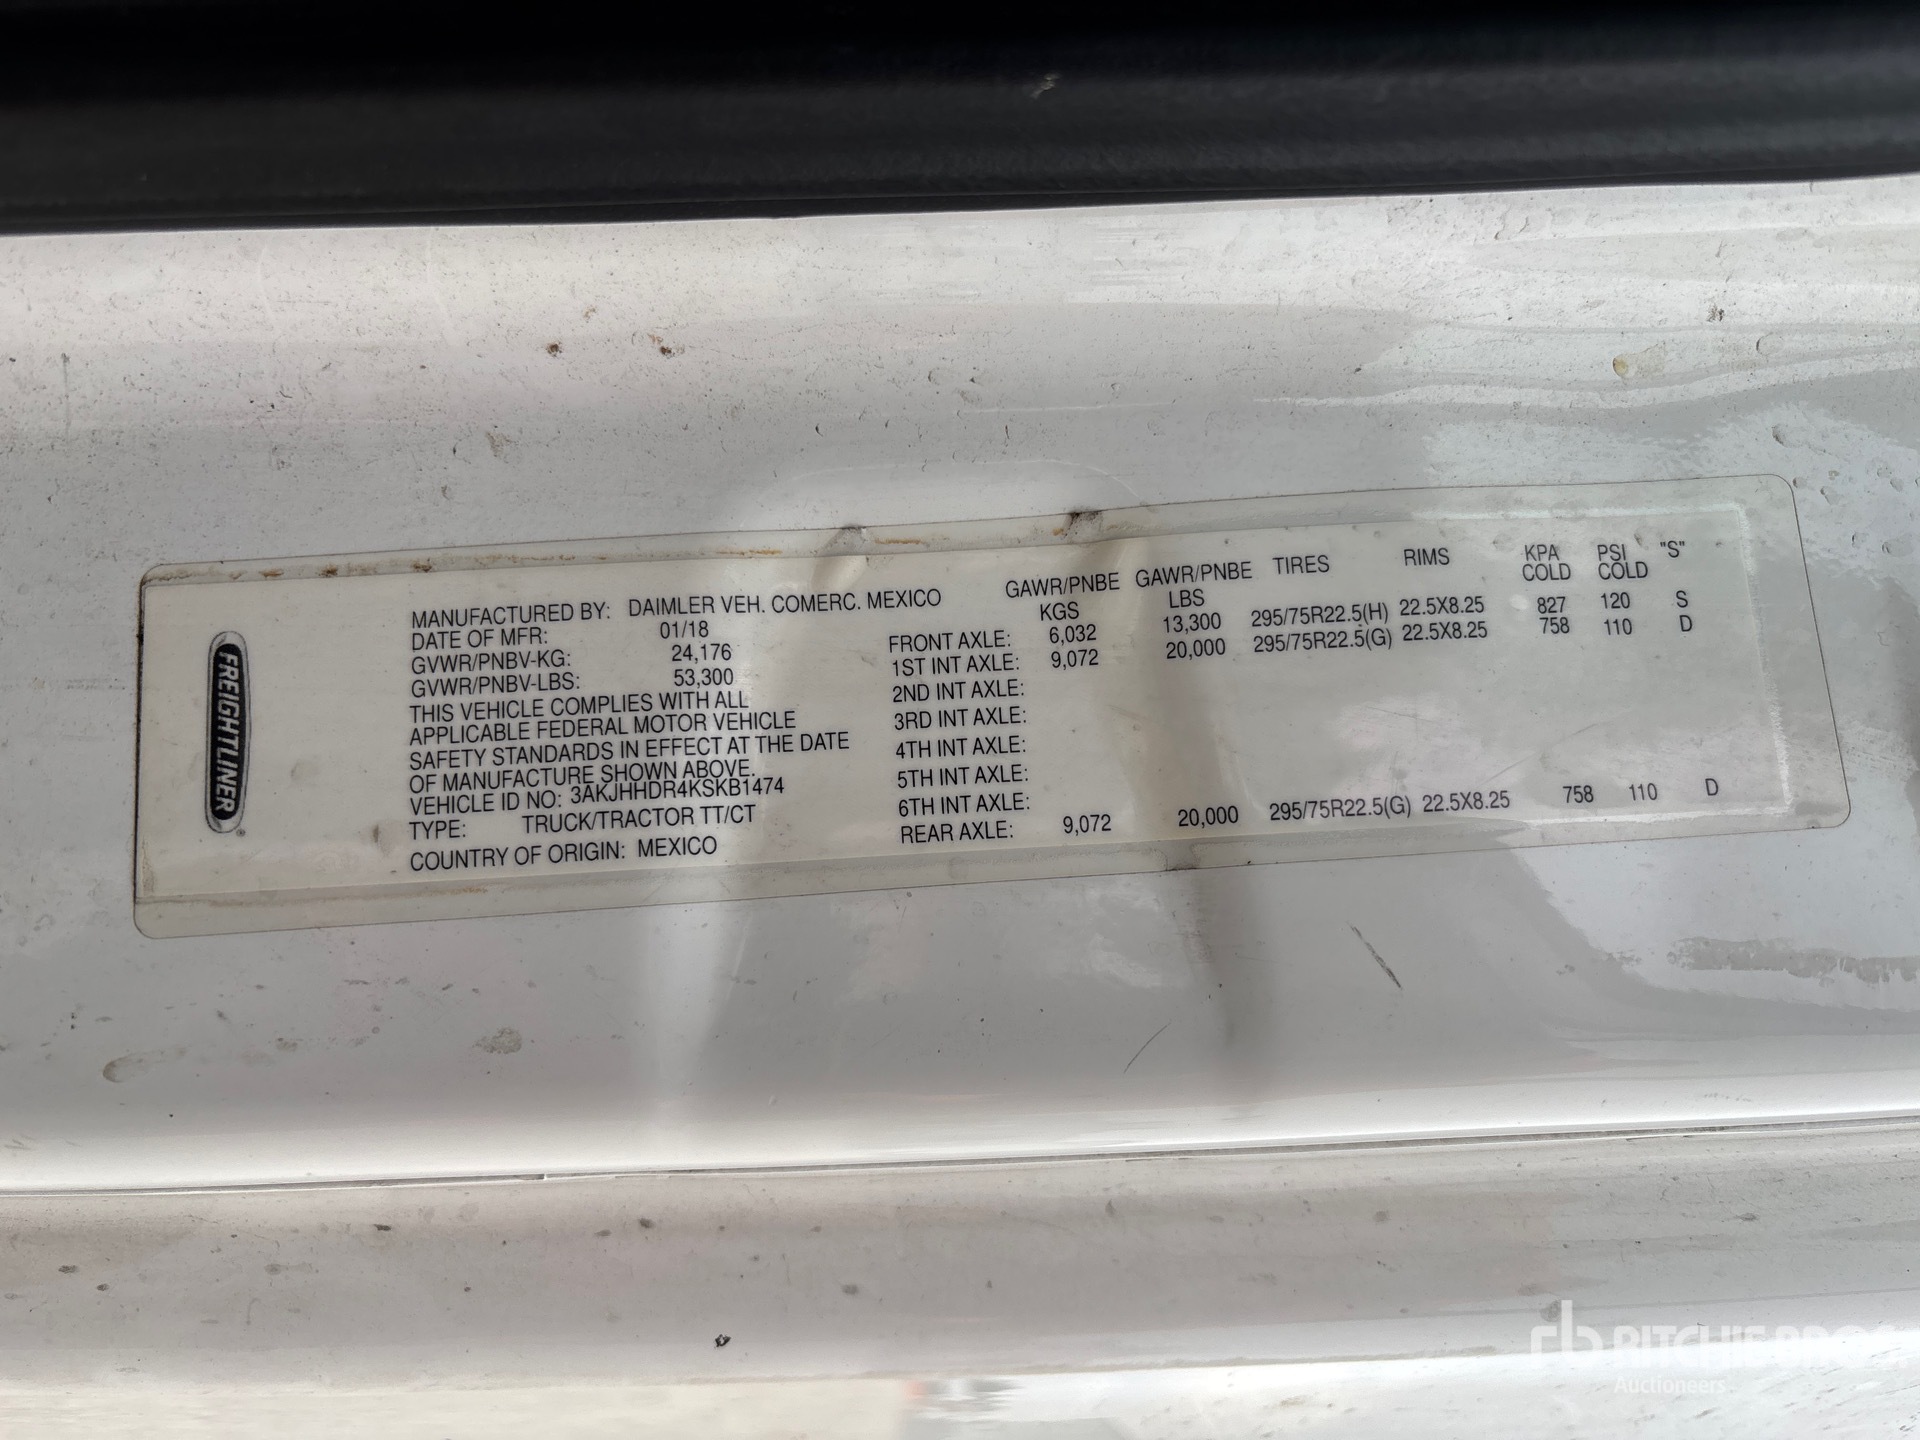 FREIGHTLINER
MANUFACTURED BY: DAIMLER VEH. COMERC. MEXICO
DATE OF MFR: 01/18
GVWR/PNBV-KG: 24,176
GVWR/PNBV-LBS: 53,300
THIS VEHICLE COMPLIES WITH ALL
APPLICABLE FEDERAL MOTOR VEHICLE
SAFETY STANDARDS IN EFFECT AT THE DATE
OF MANUFACTURE SHOWN ABOVE.
VEHICLE ID NO: 3AKJHHDR4KSKB1474
TYPE: TRUCK/TRACTOR TT/CT
COUNTRY OF ORIGIN: MEXICO
GAWR/PNBE GAWR/PNBE TIRES RIMS KPA PSI "S"
KGS LBS COLD COLD
FRONT AXLE: 6,032 13,300 295/75R22.5(H) 22.5X8.25 827 120 S
1ST INT AXLE: 9,072 20,000 295/75R22.5(G) 22.5X8.25 758 110 D
2ND INT AXLE:
3RD INT AXLE:
4TH INT AXLE:
5TH INT AXLE:
6TH INT AXLE:
REAR AXLE: 9,072 20,000 295/75R22.5(G) 22.5X8.25 758 110 D
rb RITCHIE BROS
Auctioneers